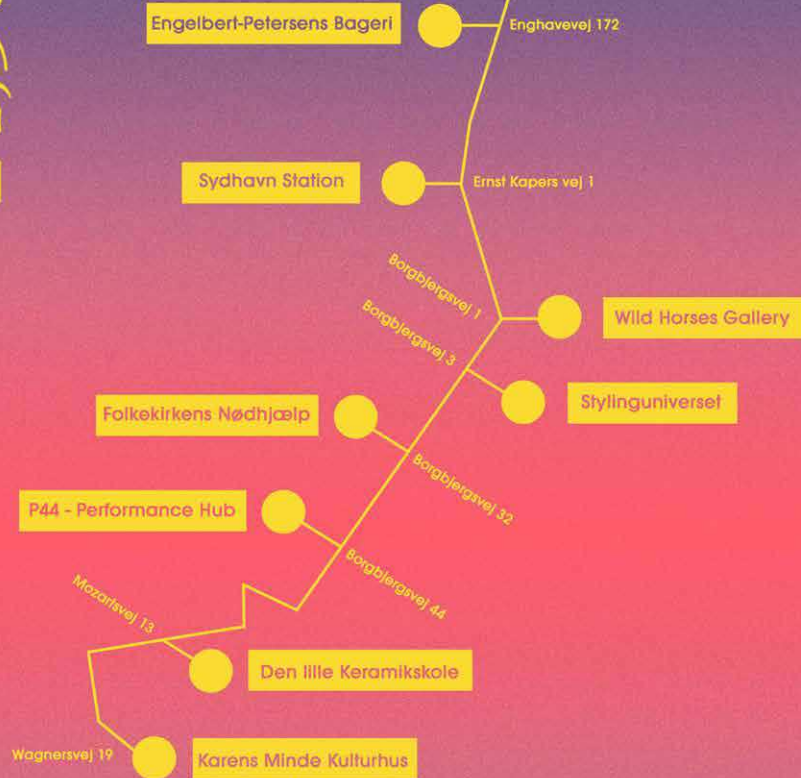 Engelbert-Petersens Bageri
Enghavevej 172
Sydhavn Station
Ernst Kapers vej 1
Borgbjergsvej 1
Wild Horses Gallery
Borgbjergsvej 3
Stylinguniverset
Folkekirkens Nødhjælp
Borgbjergsvej 32
P44 - Performance Hub
Borgbjergsvej 44
Mozartsvej 13
Den lille Keramikskole
Wagnersvej 19
Karens Minde Kulturhus